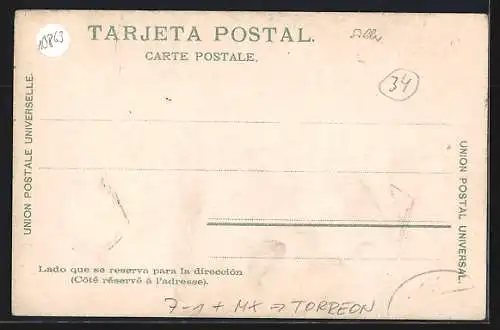 TARJETA POSTAL.
CARTE POSTALE.
113863
34
UNION POSTALE UNIVERSELLE.
UNION POSTAL UNIVERSAL.
Lado que se reserva para la dirección
(Côté réservé à l'adresse).
7-1 + MX → TORREON